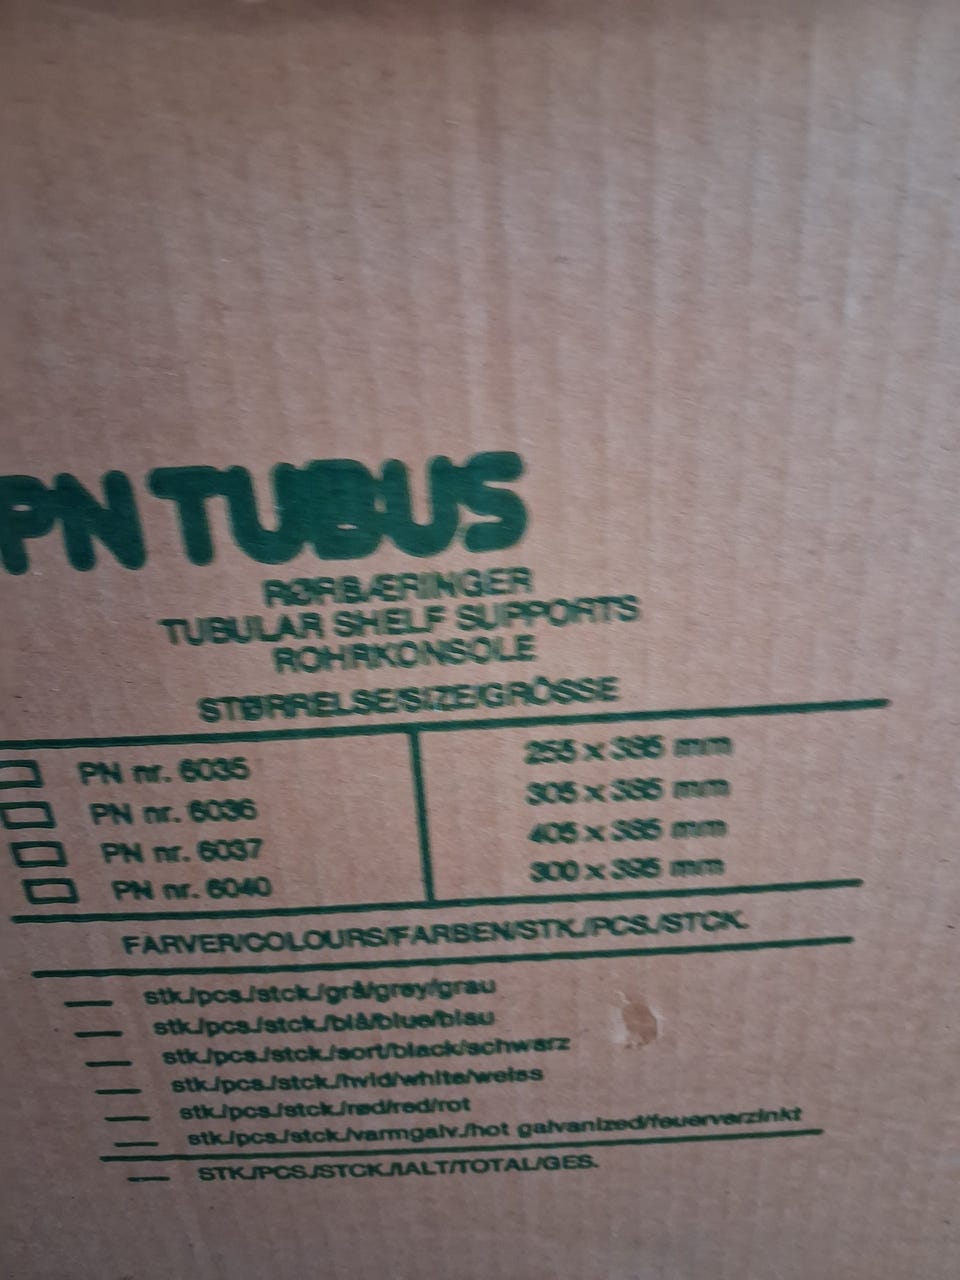 PN TUBUS
RØRBÆRINGER
TUBULAR SHELF SUPPORTS
ROHRKONSOLE
STØRRELSE/SIZE/GRÖSSE
PN nr. 6035 255 x 395 mm
PN nr. 6036 305 x 395 mm
PN nr. 6037 405 x 395 mm
PN nr. 6040 300 x 395 mm
FARVER/COLOURS/FARBEN/STK./PCS./STCK.
stk./pcs./stck./grå/grey/grau
stk./pcs./stck./blå/blue/blau
stk./pcs./stck./sort/black/schwarz
stk./pcs./stck./hvid/white/weiss
stk./pcs./stck./rød/red/rot
stk./pcs./stck./varmgalv./hot galvanized/feuerverzinkt
STK./PCS./STCK./IALT/TOTAL/GES.